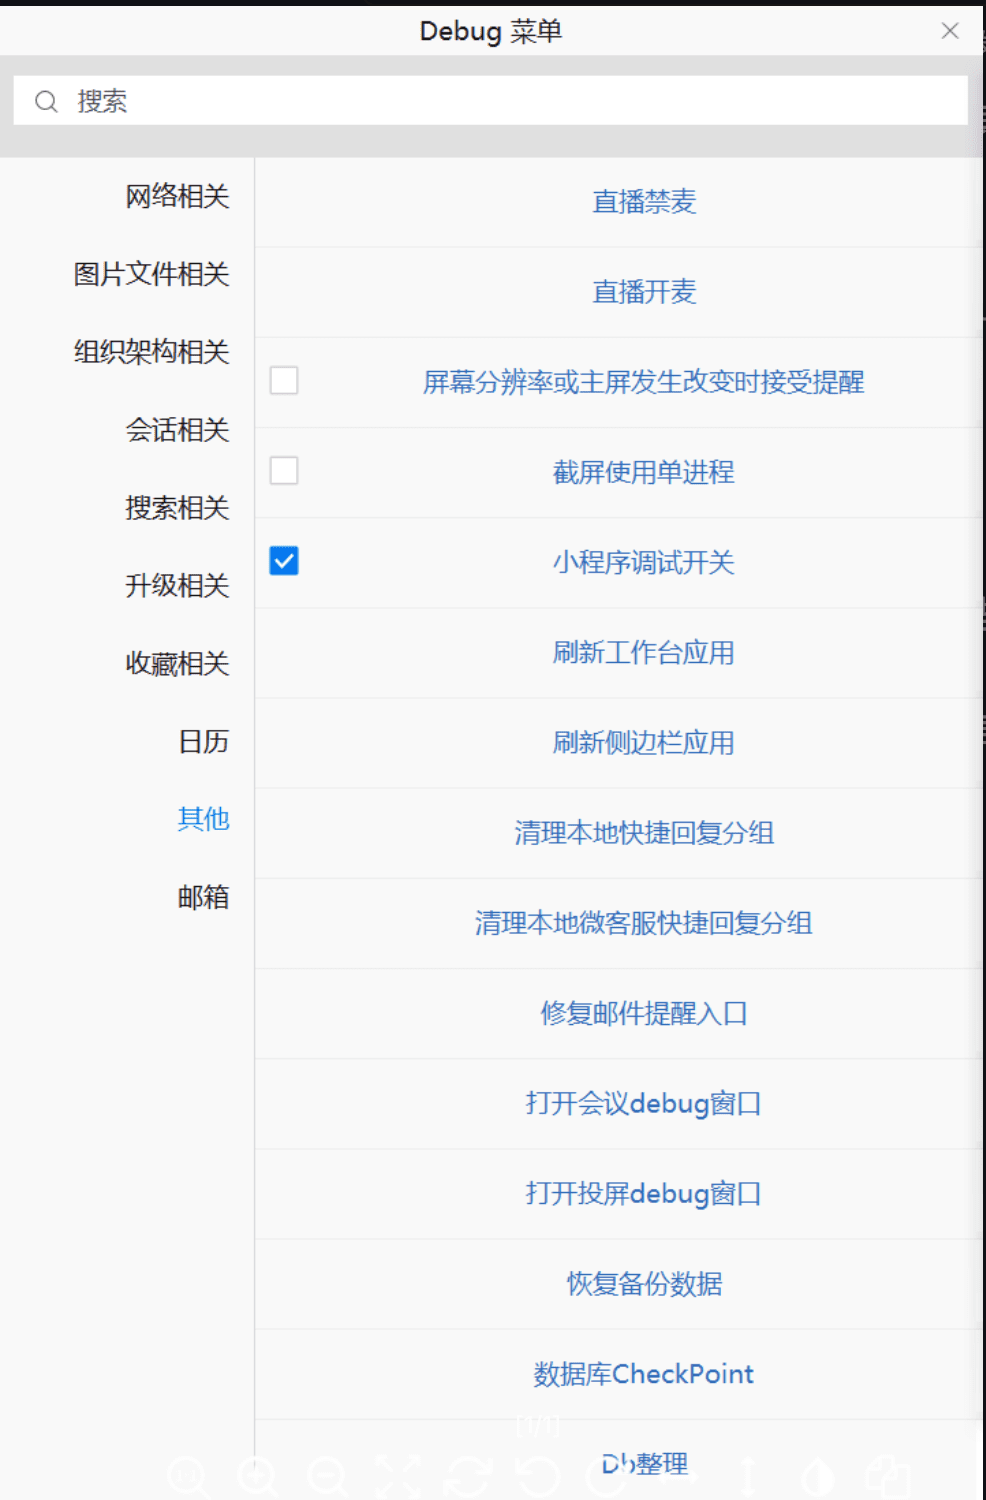 Debug 菜单
搜索
网络相关
图片文件相关
组织架构相关
会话相关
搜索相关
升级相关
收藏相关
日历
其他
邮箱
直播禁麦
直播开麦
屏幕分辨率或主屏发生改变时接受提醒
截屏使用单进程
小程序调试开关
刷新工作台应用
刷新侧边栏应用
清理本地快捷回复分组
清理本地微客服快捷回复分组
修复邮件提醒入口
打开会议debug窗口
打开投屏debug窗口
恢复备份数据
数据库CheckPoint
[1/1]
Db整理